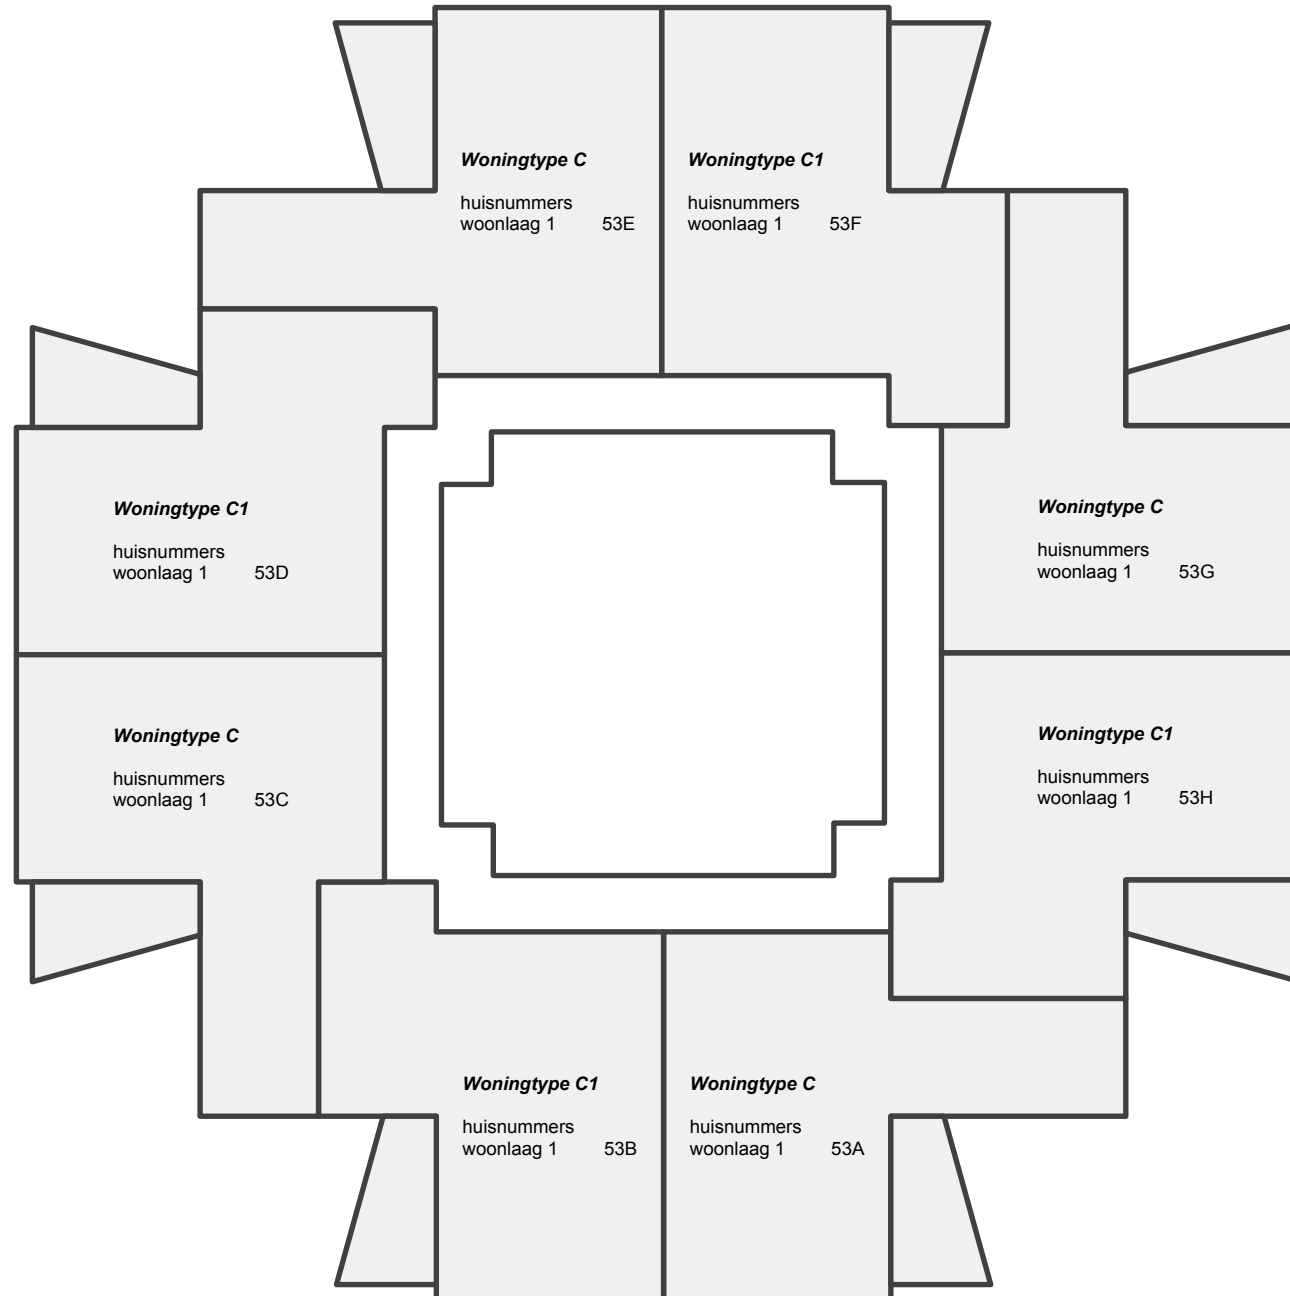 Woningtype C
huisnummers
woonlaag 1 53E
Woningtype C1
huisnummers
woonlaag 1 53F
Woningtype C1
huisnummers
woonlaag 1 53D
Woningtype C
huisnummers
woonlaag 1 53G
Woningtype C
huisnummers
woonlaag 1 53C
Woningtype C1
huisnummers
woonlaag 1 53H
Woningtype C1
huisnummers
woonlaag 1 53B
Woningtype C
huisnummers
woonlaag 1 53A